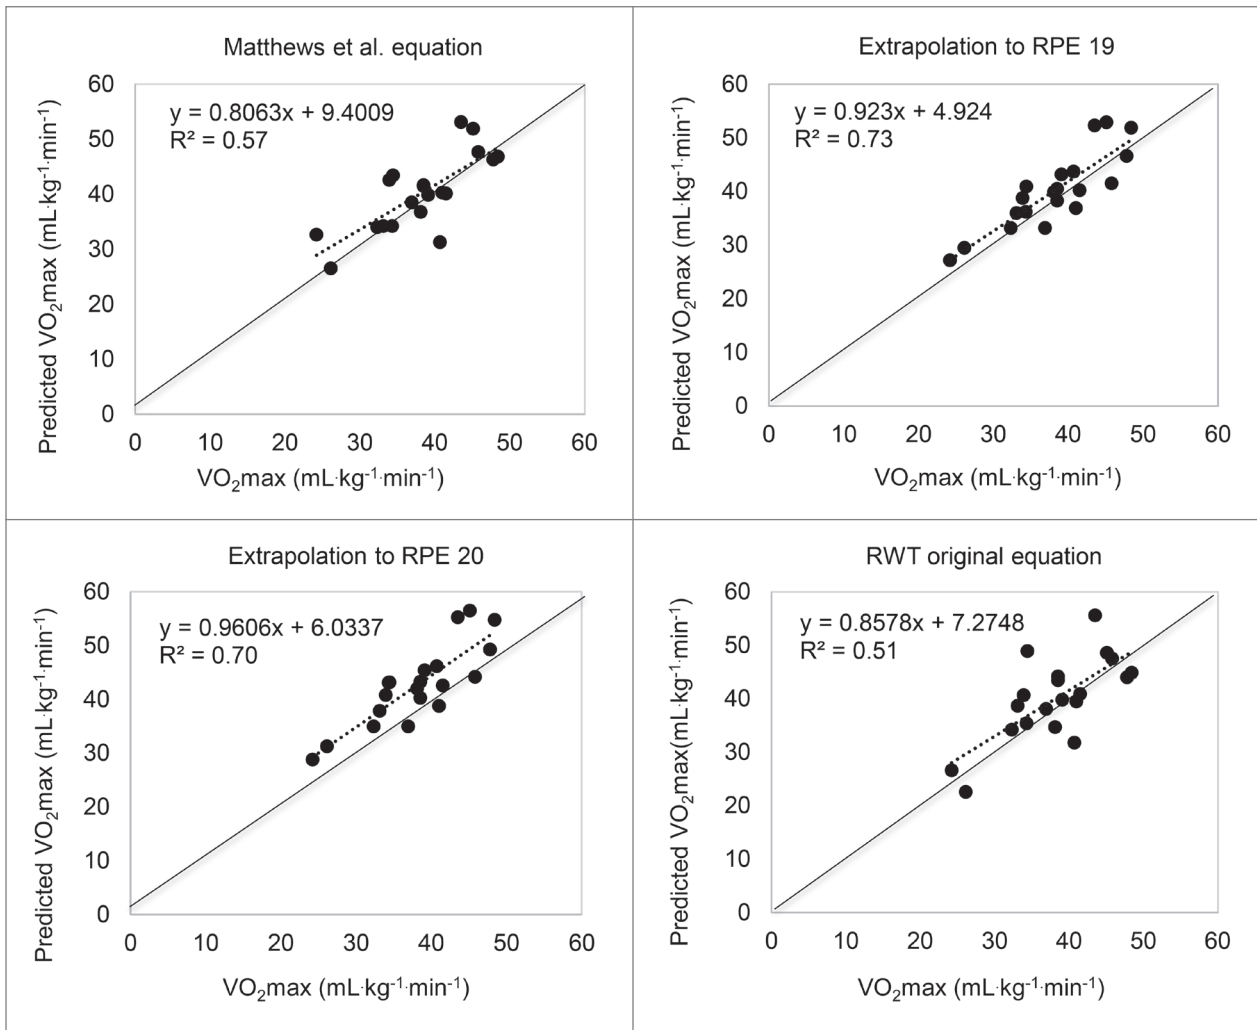 Matthews et al. equation
y = 0.8063x + 9.4009
R² = 0.57
Predicted VO₂max (mL·kg⁻¹·min⁻¹)
60
50
40
30
20
10
0
0 10 20 30 40 50 60
VO₂max (mL·kg⁻¹·min⁻¹)
Extrapolation to RPE 19
y = 0.923x + 4.924
R² = 0.73
Predicted VO₂max (mL·kg⁻¹·min⁻¹)
60
50
40
30
20
10
0
0 10 20 30 40 50 60
VO₂max (mL·kg⁻¹·min⁻¹)
Extrapolation to RPE 20
y = 0.9606x + 6.0337
R² = 0.70
Predicted VO₂max (mL·kg⁻¹·min⁻¹)
60
50
40
30
20
10
0
0 10 20 30 40 50 60
VO₂max (mL·kg⁻¹·min⁻¹)
RWT original equation
y = 0.8578x + 7.2748
R² = 0.51
Predicted VO₂max(mL·kg⁻¹·min⁻¹)
60
50
40
30
20
10
0
0 10 20 30 40 50 60
VO₂max (mL·kg⁻¹·min⁻¹)